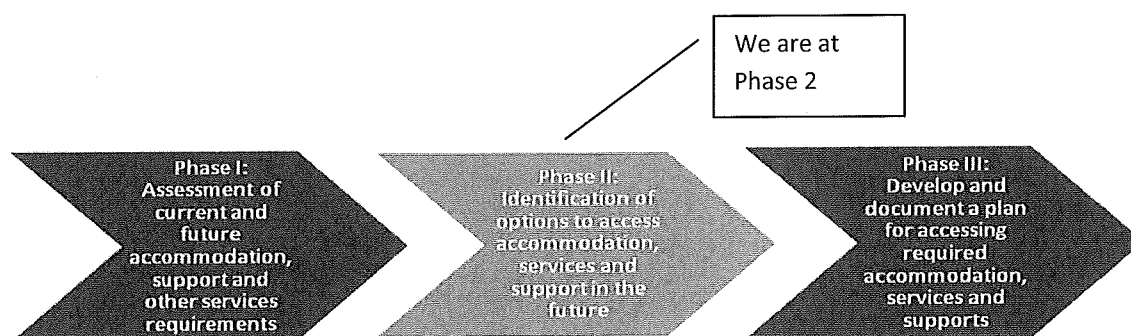 We are at
Phase 2
Phase I:
Assessment of
current and
future
accommodation,
support and
other services
requirements
Phase II:
Identification of
options to access
accommodation,
services and
support in the
future
Phase III:
Develop and
document a plan
for accessing
required
accommodation,
services and
supports